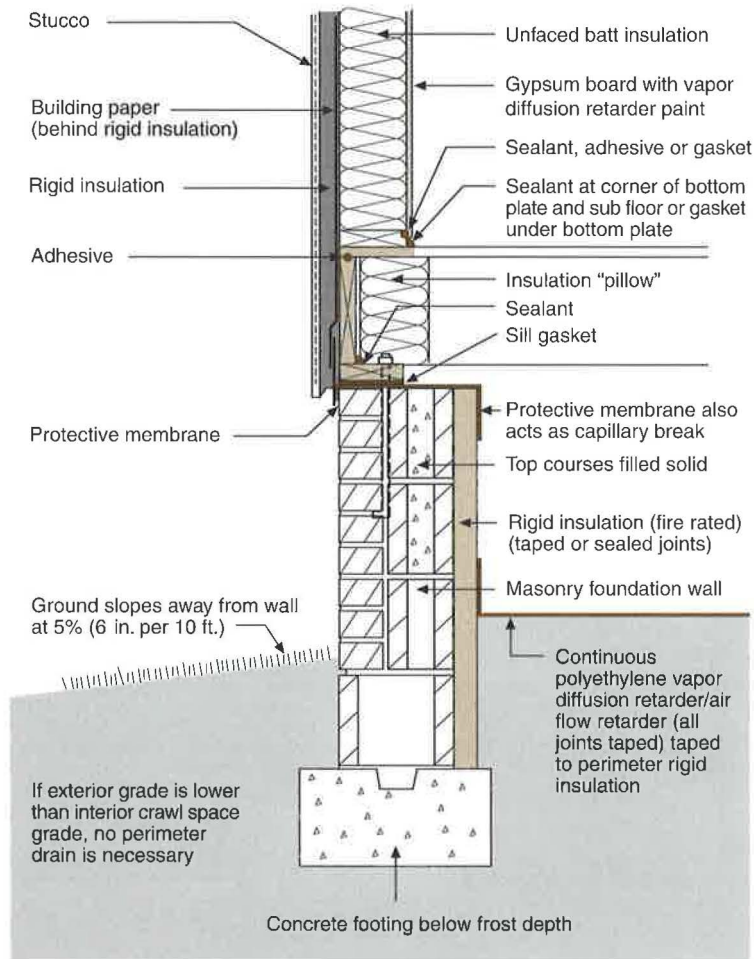 Stucco
Building paper
(behind rigid insulation)
Rigid insulation
Adhesive
Protective membrane
Ground slopes away from wall
at 5% (6 in. per 10 ft.)
If exterior grade is lower
than interior crawl space
grade, no perimeter
drain is necessary
Unfaced batt insulation
Gypsum board with vapor
diffusion retarder paint
Sealant, adhesive or gasket
Sealant at corner of bottom
plate and sub floor or gasket
under bottom plate
Insulation “pillow”
Sealant
Sill gasket
Protective membrane also
acts as capillary break
Top courses filled solid
Rigid insulation (fire rated)
(taped or sealed joints)
Masonry foundation wall
Continuous
polyethylene vapor
diffusion retarder/air
flow retarder (all
joints taped) taped
to perimeter rigid
insulation
Concrete footing below frost depth